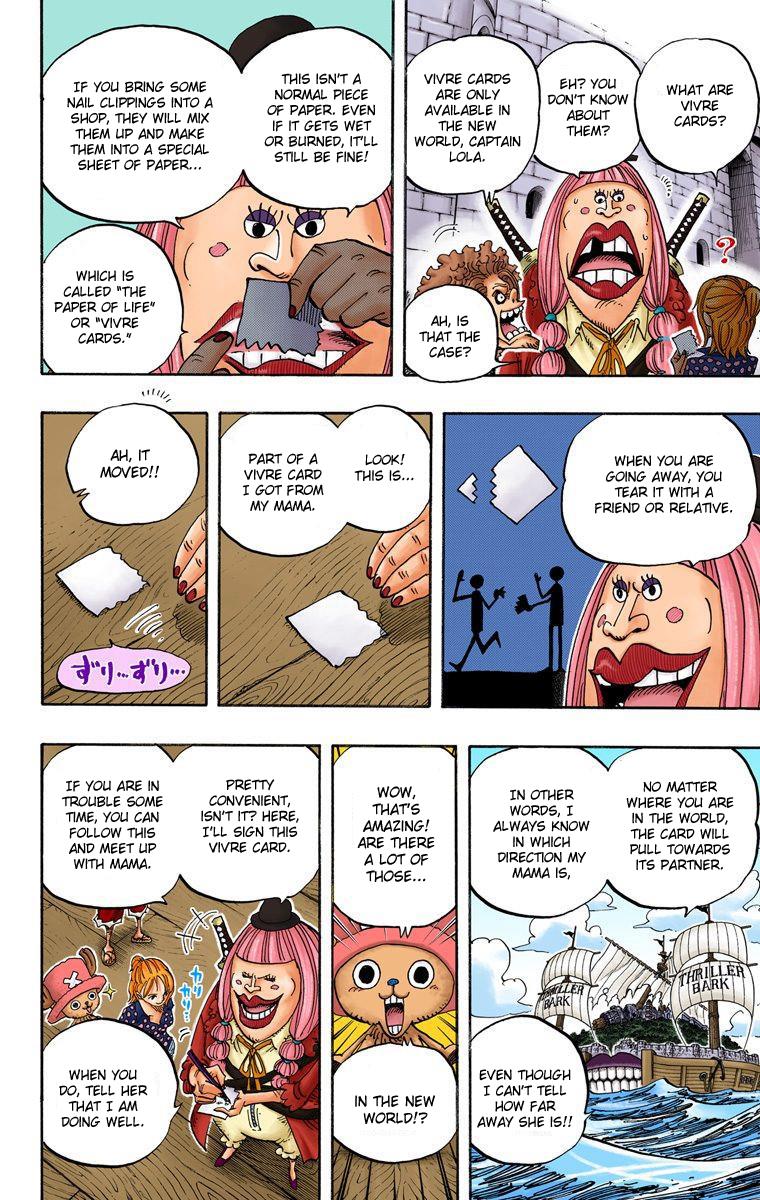 WHAT ARE
VIVRE
CARDS?
EH? YOU
DON'T KNOW
ABOUT
THEM?
VIVRE CARDS
ARE ONLY
AVAILABLE IN
THE NEW
WORLD, CAPTAIN
LOLA.
?
AH, IS
THAT THE
CASE?
THIS ISN'T A
NORMAL PIECE
OF PAPER. EVEN
IF IT GETS WET
OR BURNED, IT'LL
STILL BE FINE!
IF YOU BRING SOME
NAIL CLIPPINGS INTO A
SHOP, THEY WILL MIX
THEM UP AND MAKE
THEM INTO A SPECIAL
SHEET OF PAPER...
WHICH IS
CALLED "THE
PAPER OF LIFE"
OR "VIVRE
CARDS."
WHEN YOU ARE
GOING AWAY, YOU
TEAR IT WITH A
FRIEND OR RELATIVE.
LOOK!
THIS IS...
PART OF A
VIVRE CARD
I GOT FROM
MY MAMA.
AH, IT
MOVED!!
ずり…ずり…
NO MATTER
WHERE YOU ARE
IN THE WORLD,
THE CARD WILL
PULL TOWARDS
ITS PARTNER.
IN OTHER
WORDS, I
ALWAYS KNOW
IN WHICH
DIRECTION MY
MAMA IS,
THRILLER
BARK
THRILLER
BARK
EVEN THOUGH
I CAN'T TELL
HOW FAR
AWAY SHE IS!!
WOW,
THAT'S
AMAZING!
ARE THERE
A LOT OF
THOSE...
IN THE NEW
WORLD!?
PRETTY
CONVENIENT,
ISN'T IT? HERE,
I'LL SIGN THIS
VIVRE CARD.
IF YOU ARE IN
TROUBLE SOME
TIME, YOU CAN
FOLLOW THIS
AND MEET UP
WITH MAMA.
カリ
カリ…
WHEN YOU
DO, TELL HER
THAT I AM
DOING WELL.